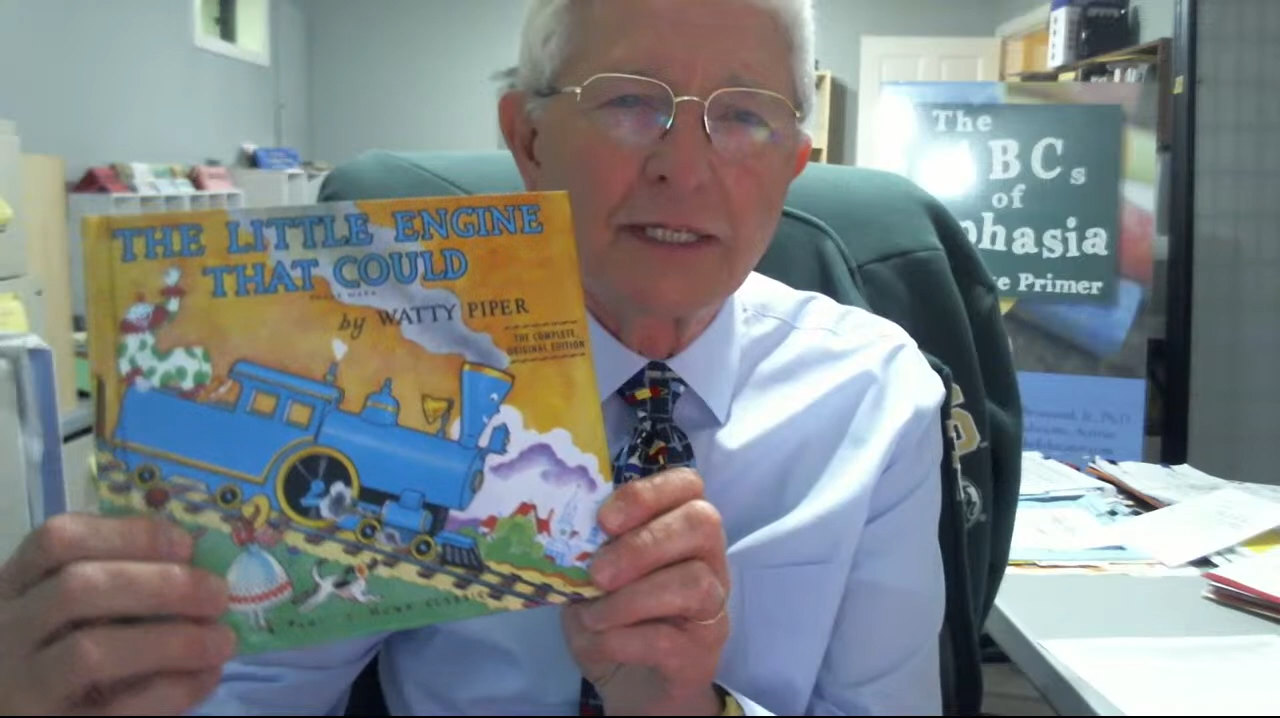 THE LITTLE ENGINE
THAT COULD
by WATTY PIPER
THE COMPLETE,
ORIGINAL EDITION
The
BCs
of
phasia
Primer